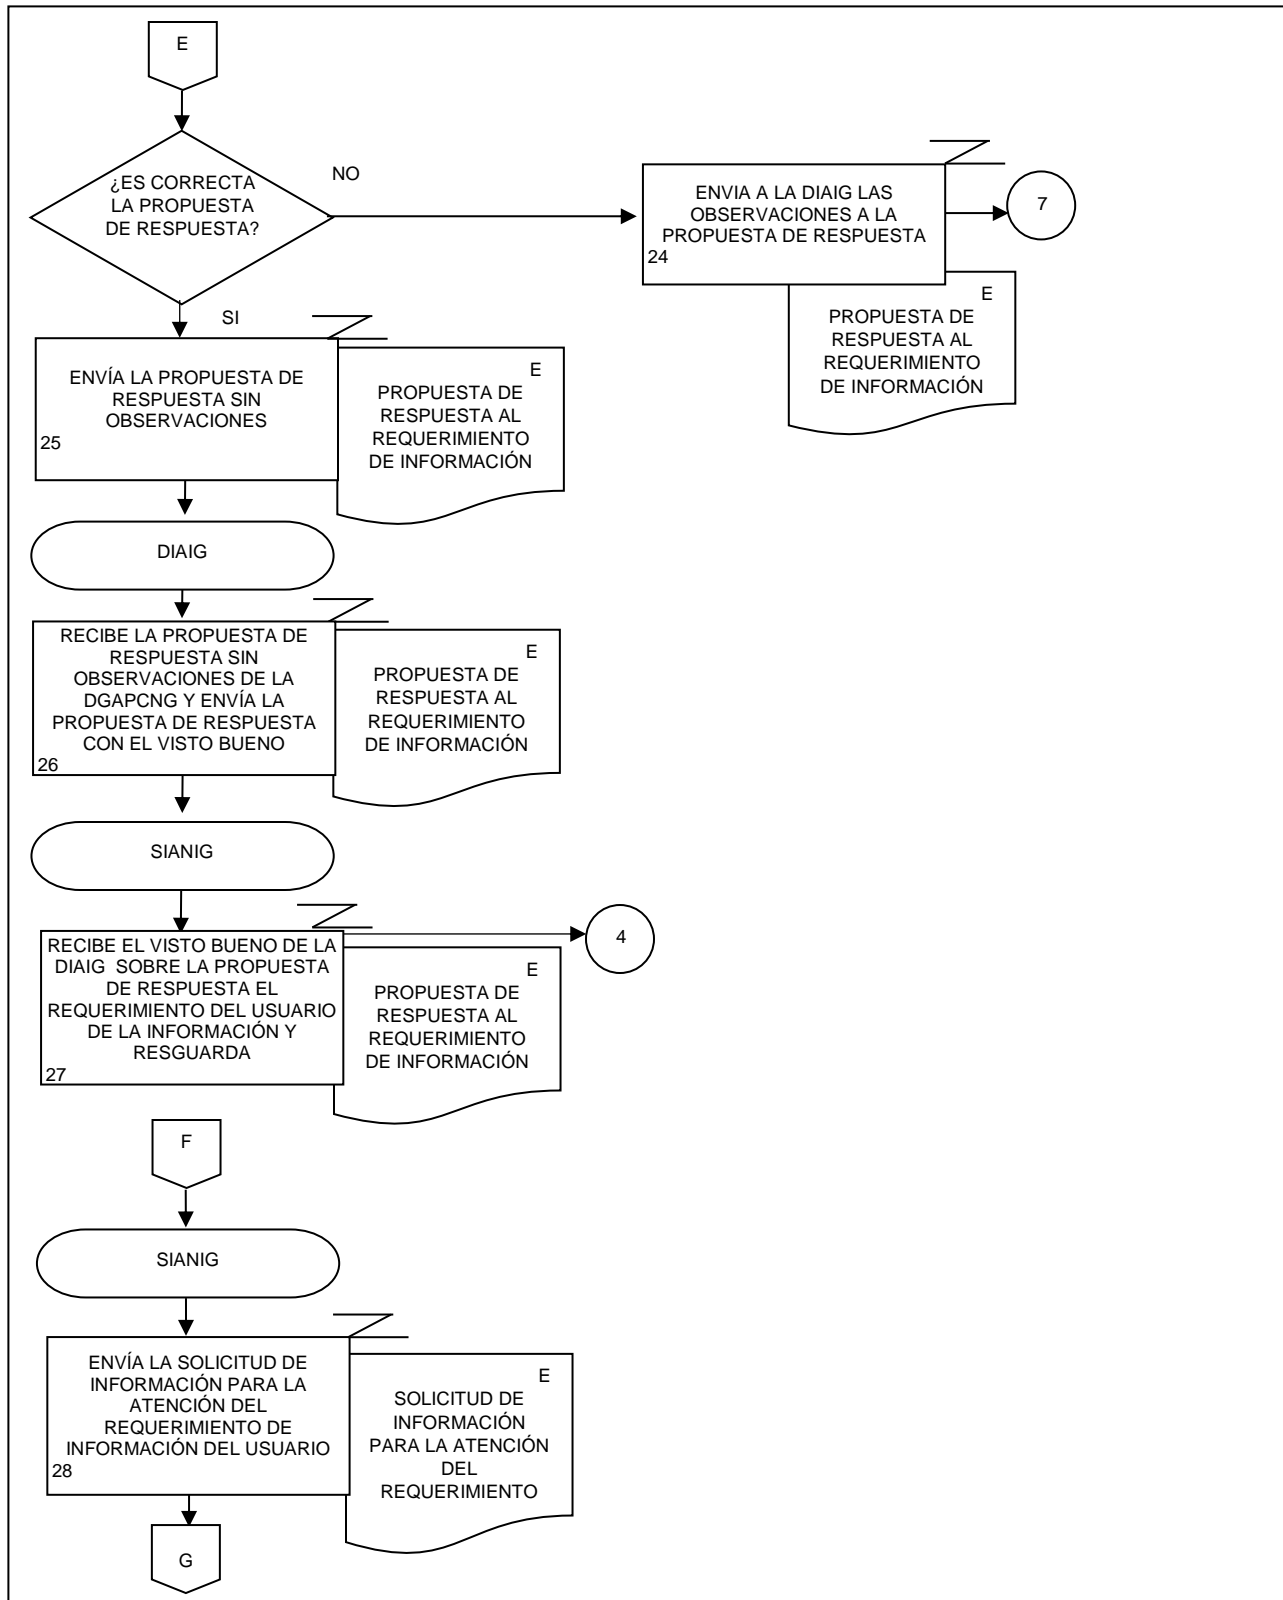 E
¿ES CORRECTA
LA PROPUESTA
DE RESPUESTA?
NO
ENVIA A LA DIAIG LAS
OBSERVACIONES A LA
PROPUESTA DE RESPUESTA
24
7
E
PROPUESTA DE
RESPUESTA AL
REQUERIMIENTO
DE INFORMACIÓN
SI
ENVÍA LA PROPUESTA DE
RESPUESTA SIN
OBSERVACIONES
25
E
PROPUESTA DE
RESPUESTA AL
REQUERIMIENTO
DE INFORMACIÓN
DIAIG
RECIBE LA PROPUESTA DE
RESPUESTA SIN
OBSERVACIONES DE LA
DGAPCNG Y ENVÍA LA
PROPUESTA DE RESPUESTA
CON EL VISTO BUENO
26
E
PROPUESTA DE
RESPUESTA AL
REQUERIMIENTO
DE INFORMACIÓN
SIANIG
RECIBE EL VISTO BUENO DE LA
DIAIG SOBRE LA PROPUESTA
DE RESPUESTA EL
REQUERIMIENTO DEL USUARIO
DE LA INFORMACIÓN Y
RESGUARDA
27
4
E
PROPUESTA DE
RESPUESTA AL
REQUERIMIENTO
DE INFORMACIÓN
F
SIANIG
ENVÍA LA SOLICITUD DE
INFORMACIÓN PARA LA
ATENCIÓN DEL
REQUERIMIENTO DE
INFORMACIÓN DEL USUARIO
28
E
SOLICITUD DE
INFORMACIÓN
PARA LA ATENCIÓN
DEL
REQUERIMIENTO
G